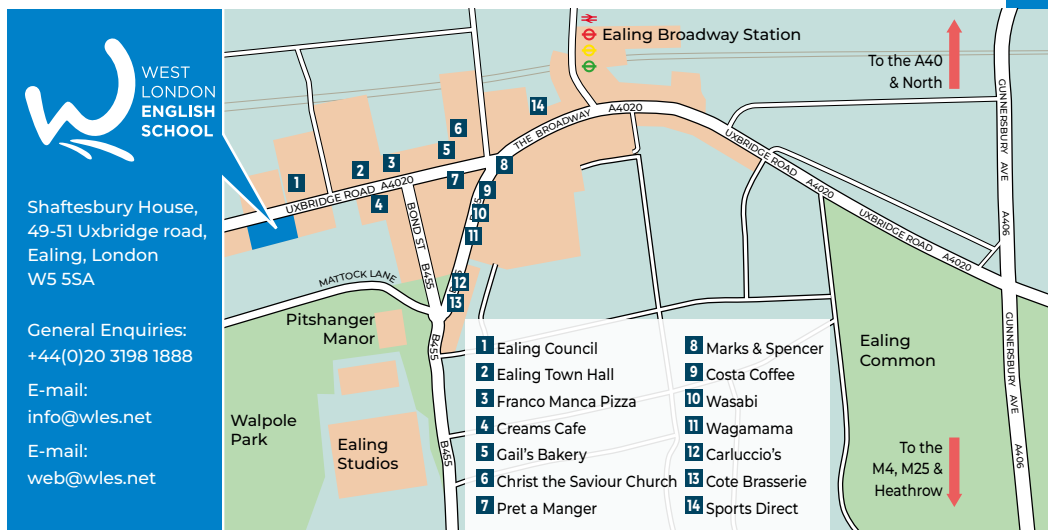 WEST
LONDON
ENGLISH
SCHOOL
Shaftesbury House,
49-51 Uxbridge road,
Ealing, London
W5 5SA
General Enquiries:
+44(0)20 3198 1888
E-mail:
info@wles.net
E-mail:
web@wles.net
Ealing Broadway Station
To the A40
& North
GUNNERSBURY AVE
A406
GUNNERSBURY AVE
A406
THE BROADWAY
A4020
UXBRIDGE ROAD
A4020
UXBRIDGE ROAD
A4020
UXBRIDGE ROAD A4020
1
2
3
4
5
6
7
8
9
10
11
12
13
14
BOND ST
B455
MATTOCK LANE
B455
B455
Pitshanger
Manor
Walpole
Park
Ealing
Studios
Ealing
Common
To the
M4, M25 &
Heathrow
1 Ealing Council
2 Ealing Town Hall
3 Franco Manca Pizza
4 Creams Cafe
5 Gail's Bakery
6 Christ the Saviour Church
7 Pret a Manger
8 Marks & Spencer
9 Costa Coffee
10 Wasabi
11 Wagamama
12 Carluccio's
13 Cote Brasserie
14 Sports Direct